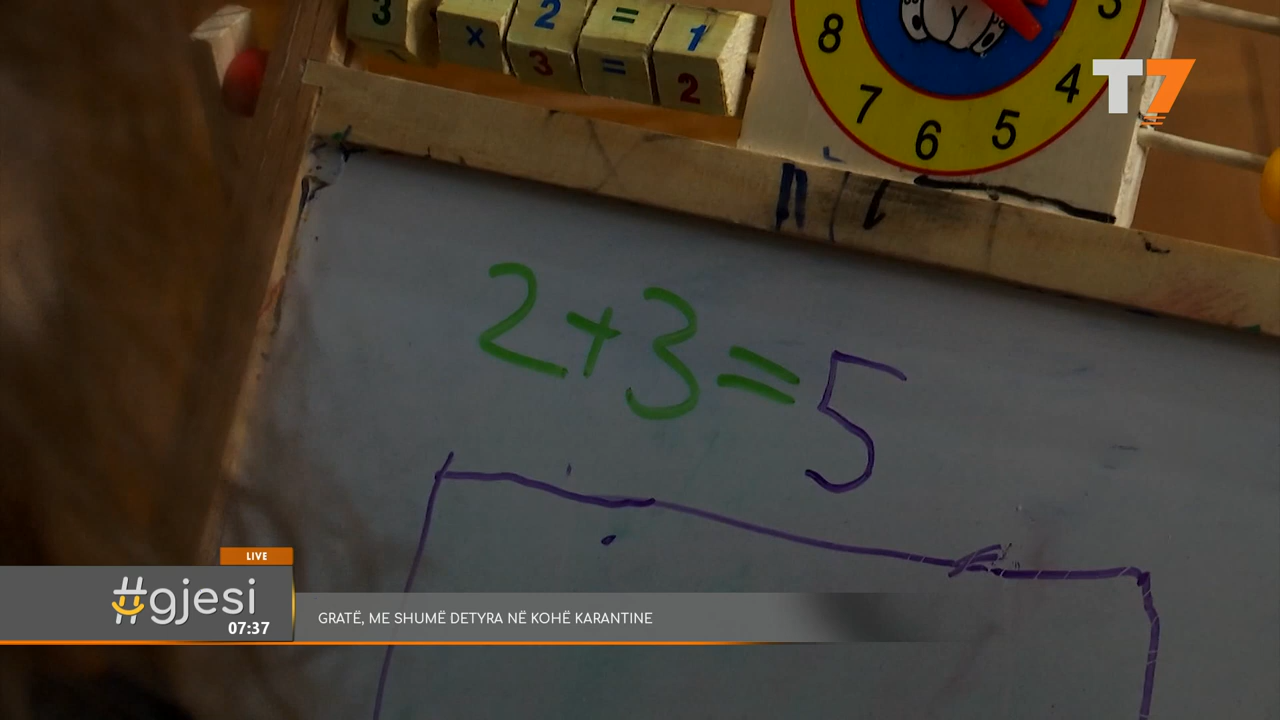 3 x 2 = 1
3 = 2
8 7 6 5 4 3
T7
2+3=5
LIVE
#gjesi
07:37
GRATË, ME SHUMË DETYRA NË KOHË KARANTINE